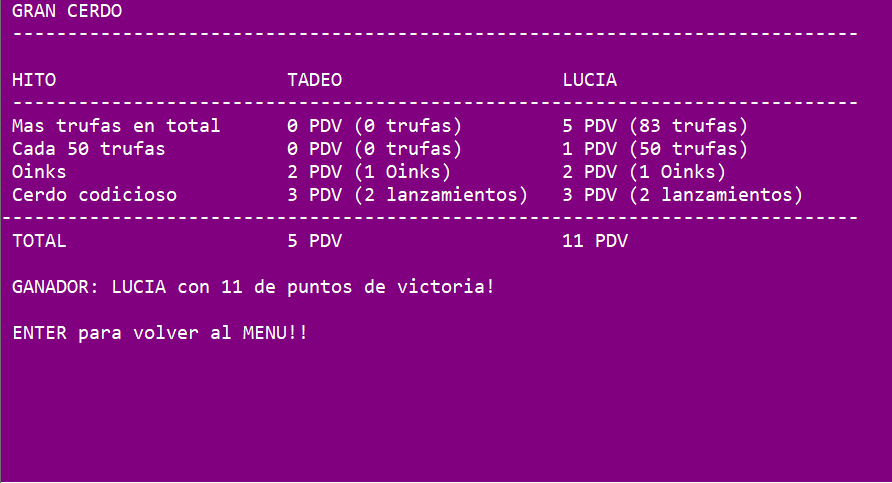 GRAN CERDO
-----------------------------------------------------------------------------
HITO TADEO LUCIA
-----------------------------------------------------------------------------
Mas trufas en total 0 PDV (0 trufas) 5 PDV (83 trufas)
Cada 50 trufas 0 PDV (0 trufas) 1 PDV (50 trufas)
Oinks 2 PDV (1 Oinks) 2 PDV (1 Oinks)
Cerdo codicioso 3 PDV (2 lanzamientos) 3 PDV (2 lanzamientos)
------------------------------------------------------------------------------
TOTAL 5 PDV 11 PDV
GANADOR: LUCIA con 11 de puntos de victoria!
ENTER para volver al MENU!!